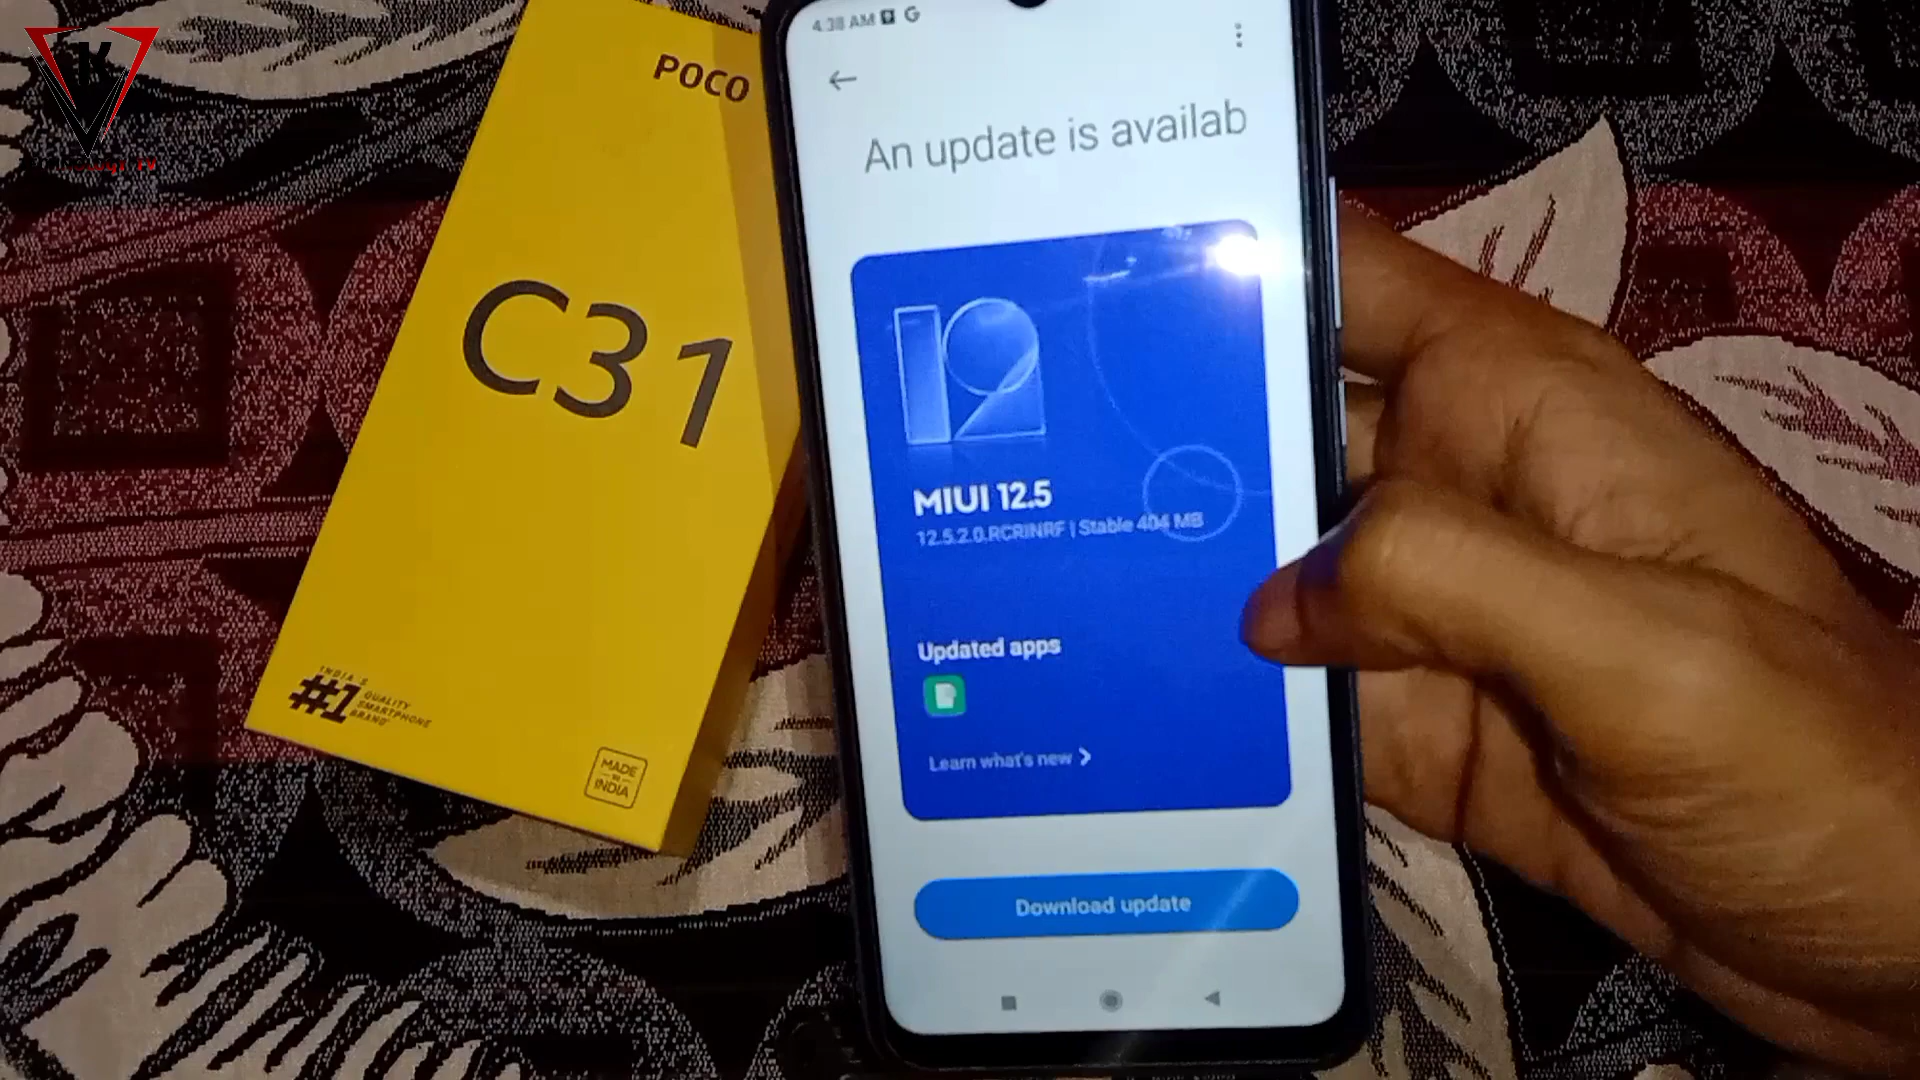 K
TV
POCO
C31
INDIA'S
#1 QUALITY
SMARTPHONE
BRAND
MADE
IN
INDIA
4:38 AM G
An update is availab
MIUI 12.5
12.5.2.0.RCRINRF | Stable 404 MB
Updated apps
Learn what's new >
Download update